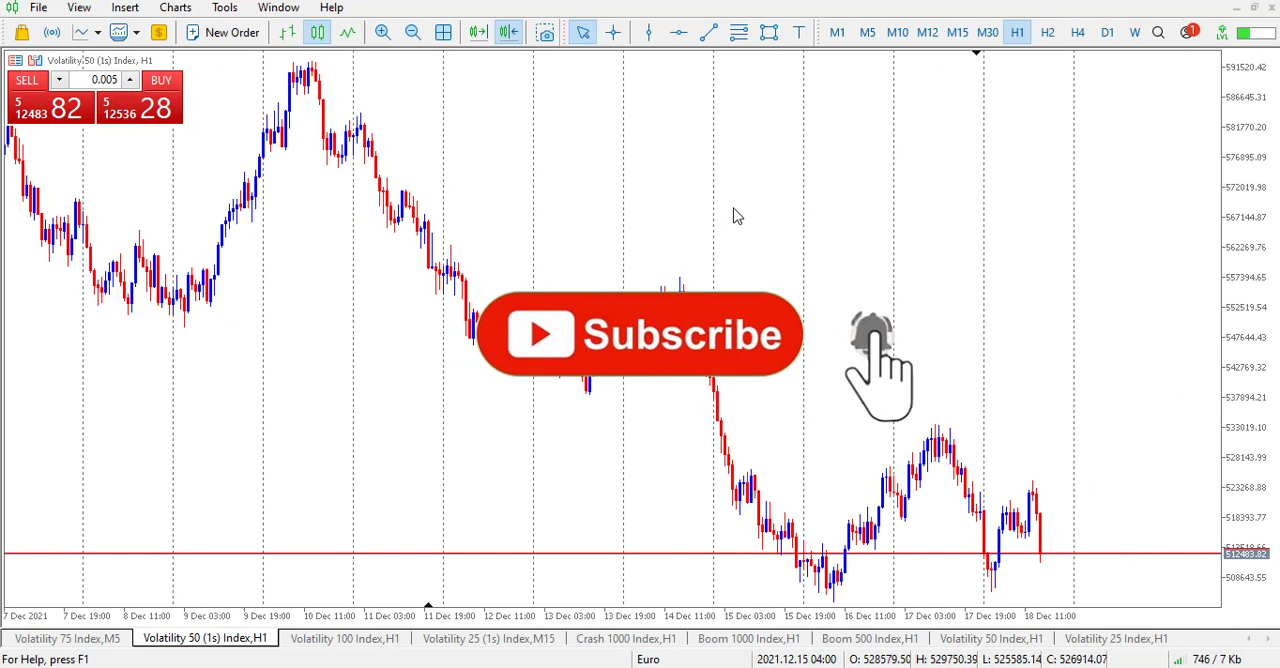 File View Insert Charts Tools Window Help
New Order M1 M5 M10 M12 M15 M30 H1 H2 H4 D1 W 1 LVL
Volatility 50 (1s) Index, H1
SELL 0.005 BUY
5 12483 82 5 12536 28
591520.42
586645.31
581770.20
576895.09
572019.98
567144.87
562269.76
557394.65
552519.54
547644.43
542769.32
537894.21
533019.10
528143.99
523268.88
518393.77
512483.82
508643.55
Subscribe
7 Dec 2021 7 Dec 19:00 8 Dec 11:00 9 Dec 03:00 9 Dec 19:00 10 Dec 11:00 11 Dec 03:00 11 Dec 19:00 12 Dec 11:00 13 Dec 03:00 13 Dec 19:00 14 Dec 11:00 15 Dec 03:00 15 Dec 19:00 16 Dec 11:00 17 Dec 03:00 17 Dec 19:00 18 Dec 11:00
Volatility 75 Index,M5 Volatility 50 (1s) Index,H1 Volatility 100 Index,H1 Volatility 25 (1s) Index,M15 Crash 1000 Index,H1 Boom 1000 Index,H1 Boom 500 Index,H1 Volatility 50 Index,H1 Volatility 25 Index,H1
For Help, press F1 Euro 2021.12.15 04:00 O: 528579.50 H: 529750.39 L: 525585.14 C: 526914.07 746 / 7 Kb